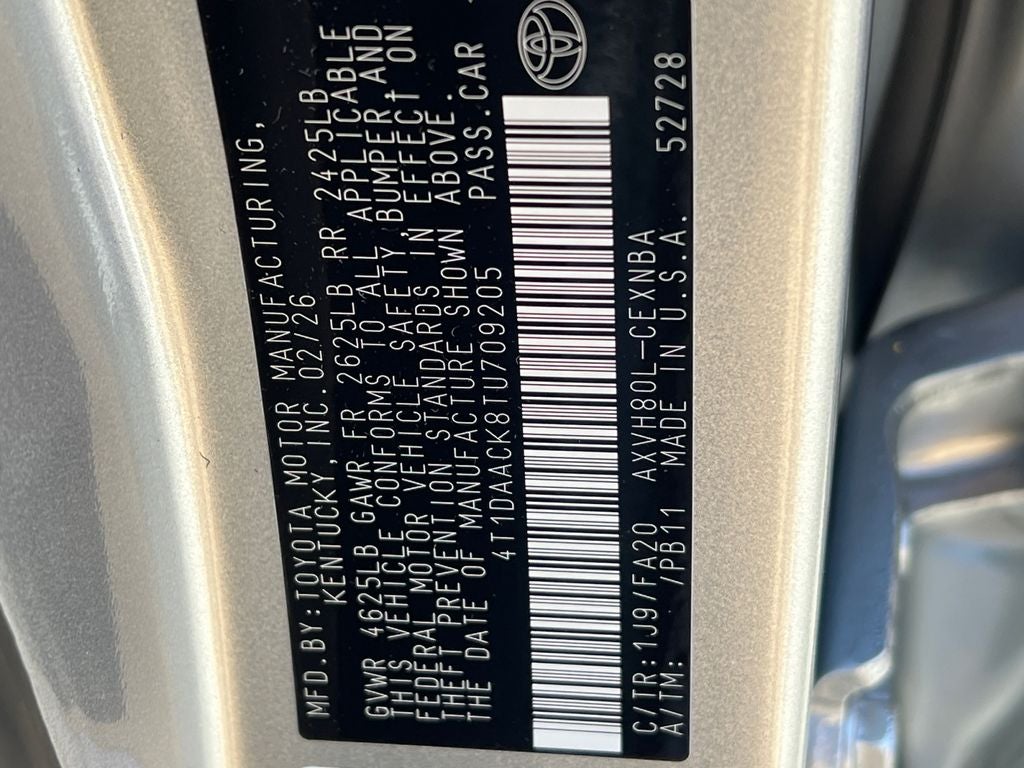 MFD.BY:TOYOTA MOTOR MANUFACTURING,
KENTUCKY, INC. 02/26
GVWR 4625LB GAWR FR 2625LB RR 2425LB
THIS VEHICLE CONFORMS TO ALL APPLICABLE
FEDERAL MOTOR VEHICLE SAFETY,BUMPER AND
THEFT PREVENTION STANDARDS IN EFFECT ON
THE DATE OF MANUFACTURE SHOWN ABOVE.
4T1DAACK8TU709205 PASS.CAR
C/TR:1J9/FA20 AXVH80L-CEXNBA
A/TM: /PB11 MADE IN U.S.A. 52728